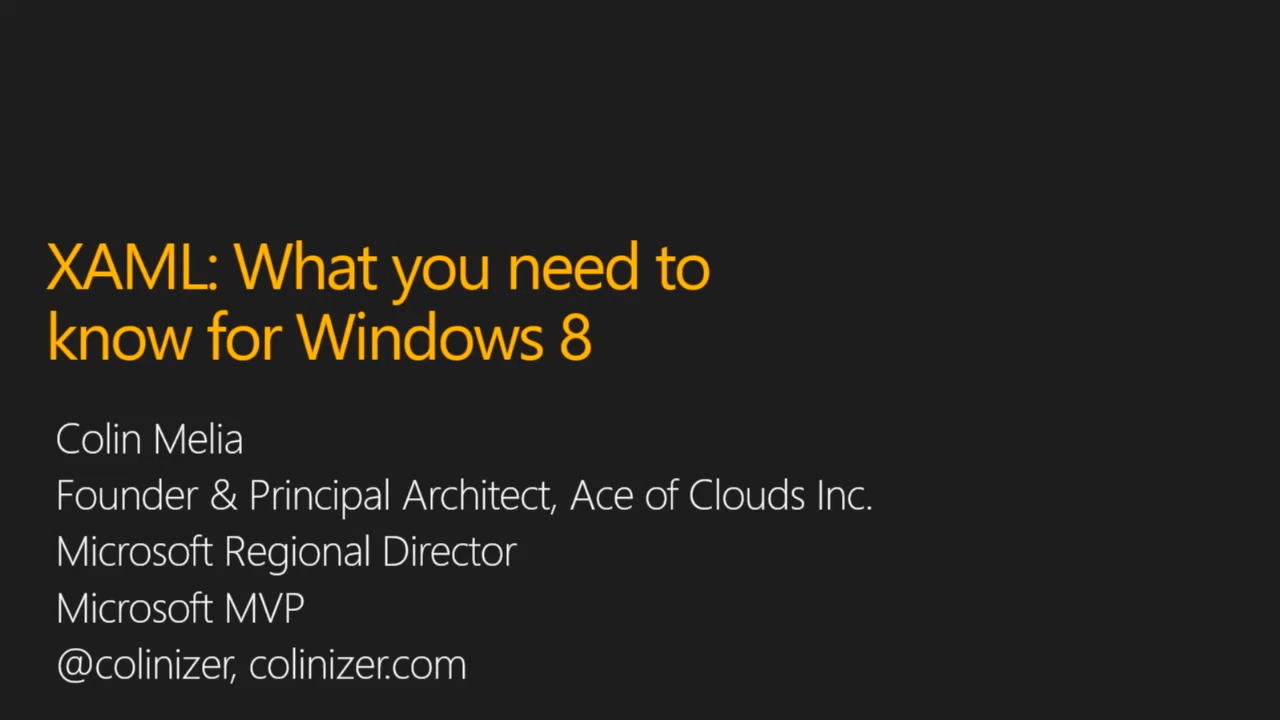 XAML: What you need to
know for Windows 8
Colin Melia
Founder & Principal Architect, Ace of Clouds Inc.
Microsoft Regional Director
Microsoft MVP
@colinizer, colinizer.com